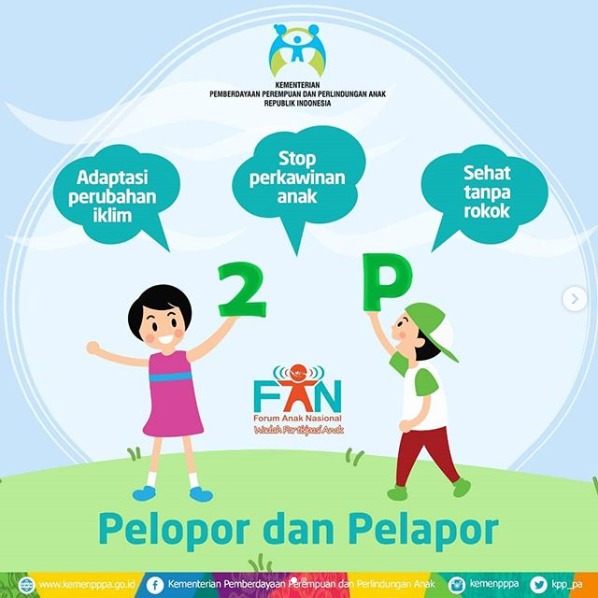 KEMENTERIAN
PEMBERDAYAAN PEREMPUAN DAN PERLINDUNGAN ANAK
REPUBLIK INDONESIA
Adaptasi
perubahan
iklim
Stop
perkawinan
anak
Sehat
tanpa
rokok
2 P
FAN
Forum Anak Nasional
Wadah Partisipasi Anak
Pelopor dan Pelapor
www.kemenpppa.go.id
Kementerian Pemberdayaan Perempuan dan Perlindungan Anak
kemenpppa
kpp_pa